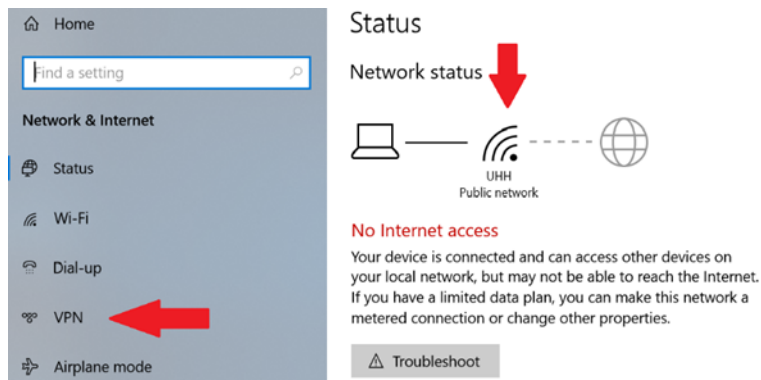 Home
Find a setting
Network & Internet
Status
Wi-Fi
Dial-up
VPN
Airplane mode
Status
Network status
UHH
Public network
No Internet access
Your device is connected and can access other devices on
your local network, but may not be able to reach the Internet.
If you have a limited data plan, you can make this network a
metered connection or change other properties.
Troubleshoot